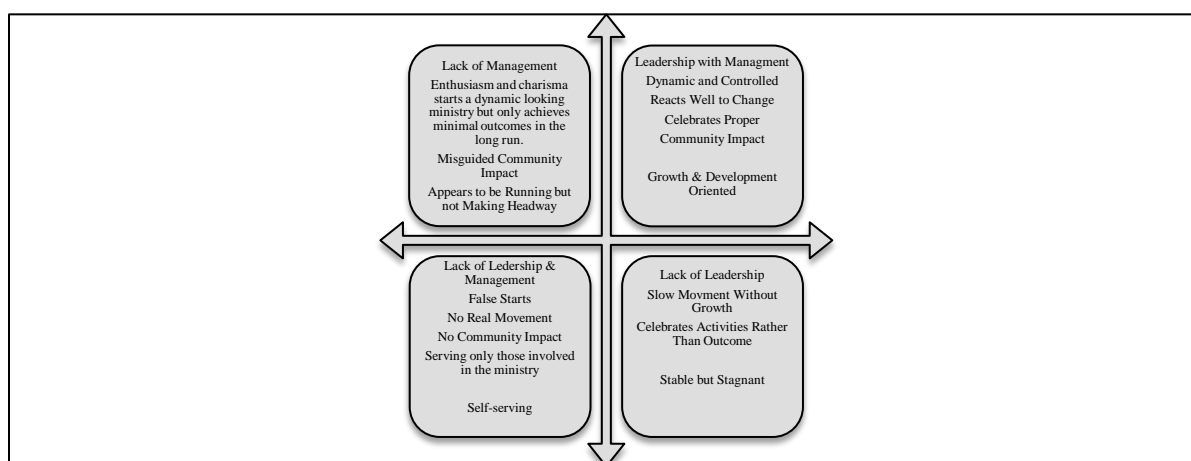 Lack of Management
Enthusiasm and charisma
starts a dynamic looking
ministry but only achieves
minimal outcomes in the
long run.
Misguided Community
Impact
Appears to be Running but
not Making Headway
Leadership with Managment
Dynamic and Controlled
Reacts Well to Change
Celebrates Proper
Community Impact
Growth & Development
Oriented
Lack of Ledership &
Management
False Starts
No Real Movement
No Community Impact
Serving only those involved
in the ministry
Self-serving
Lack of Leadership
Slow Movment Without
Growth
Celebrates Activities Rather
Than Outcome
Stable but Stagnant